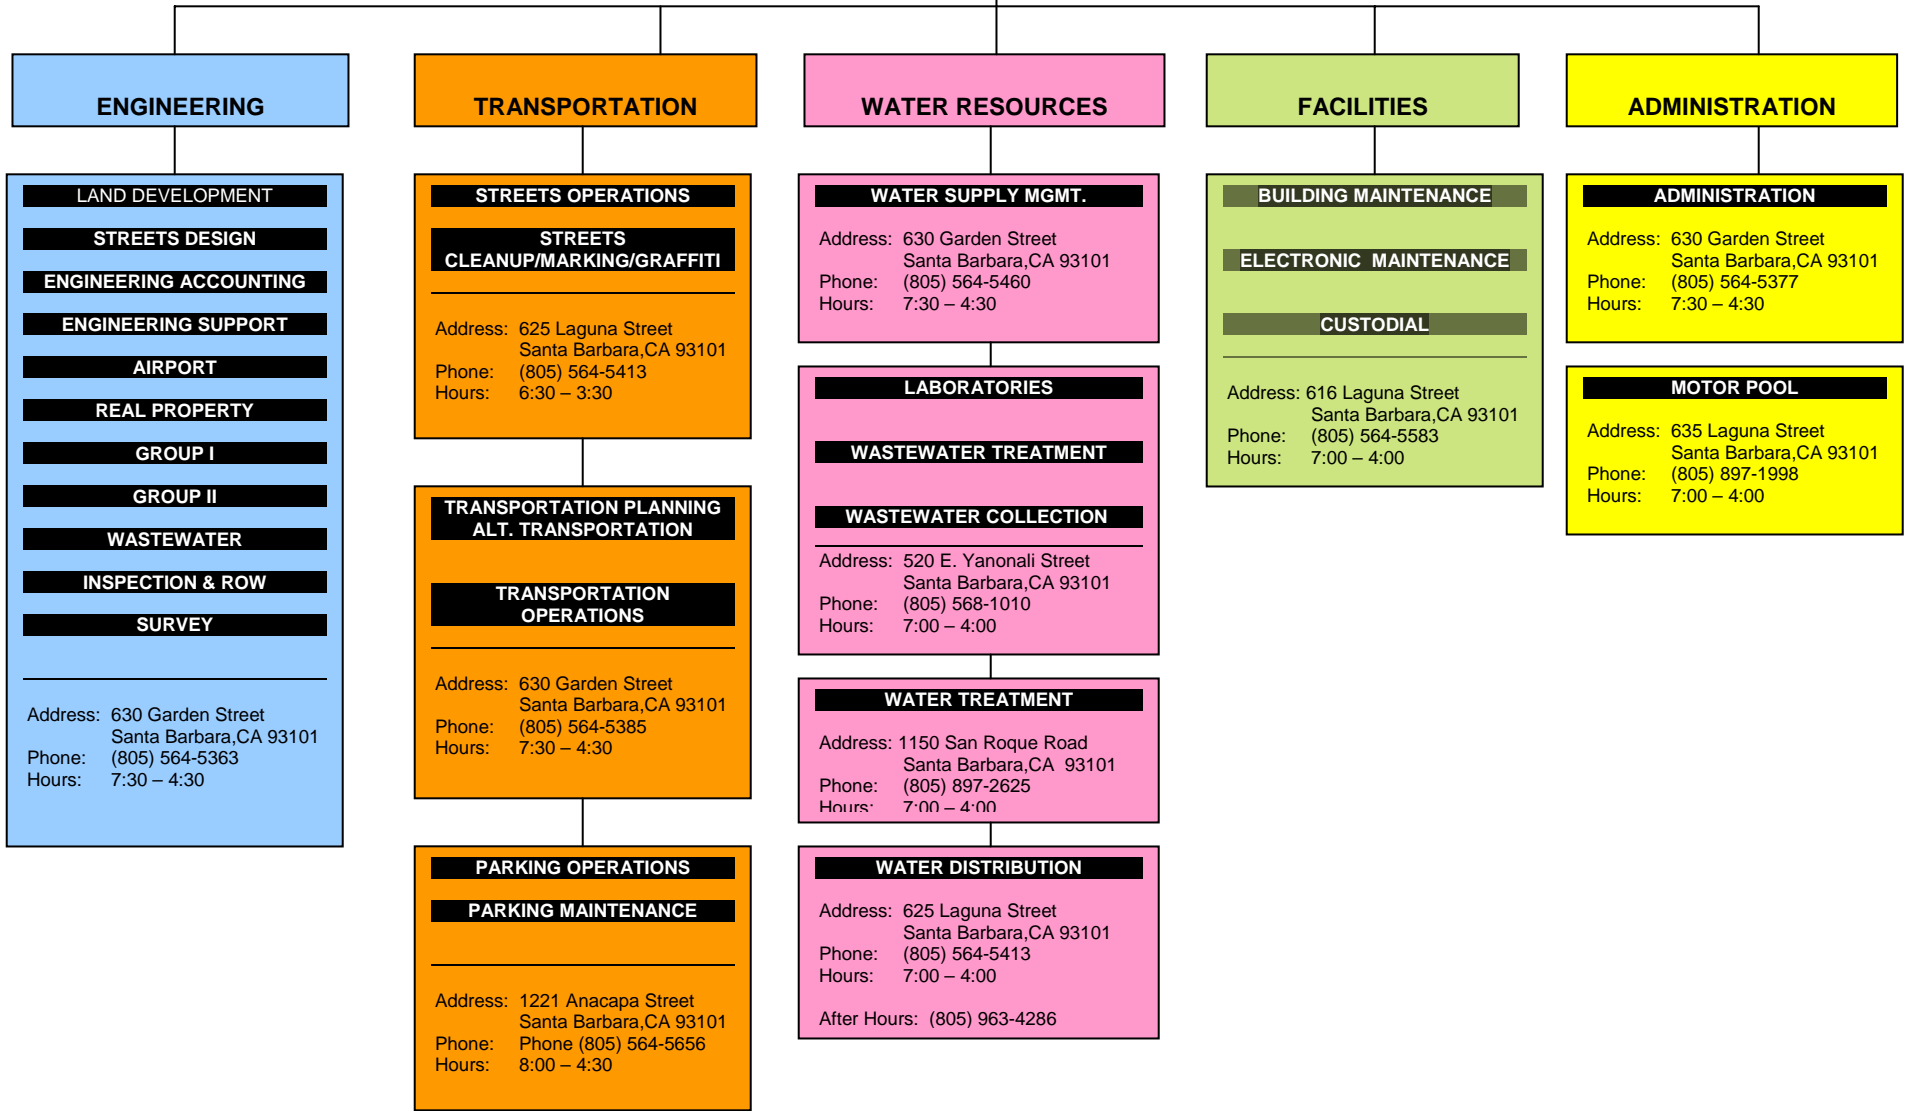 ENGINEERING
LAND DEVELOPMENT
STREETS DESIGN
ENGINEERING ACCOUNTING
ENGINEERING SUPPORT
AIRPORT
REAL PROPERTY
GROUP I
GROUP II
WASTEWATER
INSPECTION & ROW
SURVEY
Address: 630 Garden Street
Santa Barbara,CA 93101
Phone: (805) 564-5363
Hours: 7:30 – 4:30
TRANSPORTATION
STREETS OPERATIONS
STREETS
CLEANUP/MARKING/GRAFFITI
Address: 625 Laguna Street
Santa Barbara,CA 93101
Phone: (805) 564-5413
Hours: 6:30 – 3:30
TRANSPORTATION PLANNING
ALT. TRANSPORTATION
TRANSPORTATION
OPERATIONS
Address: 630 Garden Street
Santa Barbara,CA 93101
Phone: (805) 564-5385
Hours: 7:30 – 4:30
PARKING OPERATIONS
PARKING MAINTENANCE
Address: 1221 Anacapa Street
Santa Barbara,CA 93101
Phone: Phone (805) 564-5656
Hours: 8:00 – 4:30
WATER RESOURCES
WATER SUPPLY MGMT.
Address: 630 Garden Street
Santa Barbara,CA 93101
Phone: (805) 564-5460
Hours: 7:30 – 4:30
LABORATORIES
WASTEWATER TREATMENT
WASTEWATER COLLECTION
Address: 520 E. Yanonali Street
Santa Barbara,CA 93101
Phone: (805) 568-1010
Hours: 7:00 – 4:00
WATER TREATMENT
Address: 1150 San Roque Road
Santa Barbara,CA 93101
Phone: (805) 897-2625
Hours: 7:00 – 4:00
WATER DISTRIBUTION
Address: 625 Laguna Street
Santa Barbara,CA 93101
Phone: (805) 564-5413
Hours: 7:00 – 4:00
After Hours: (805) 963-4286
FACILITIES
BUILDING MAINTENANCE
ELECTRONIC MAINTENANCE
CUSTODIAL
Address: 616 Laguna Street
Santa Barbara,CA 93101
Phone: (805) 564-5583
Hours: 7:00 – 4:00
ADMINISTRATION
ADMINISTRATION
Address: 630 Garden Street
Santa Barbara,CA 93101
Phone: (805) 564-5377
Hours: 7:30 – 4:30
MOTOR POOL
Address: 635 Laguna Street
Santa Barbara,CA 93101
Phone: (805) 897-1998
Hours: 7:00 – 4:00